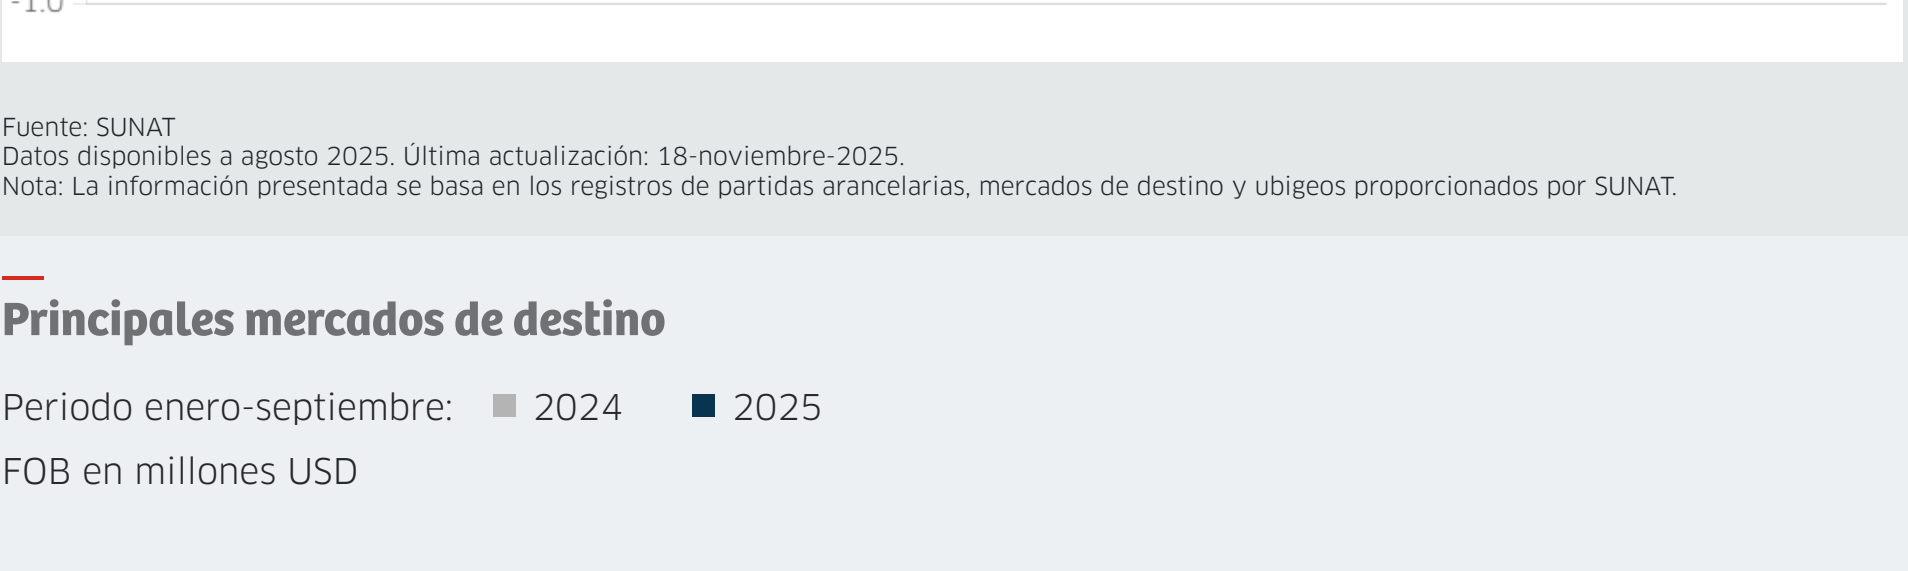 -1.0
Fuente: SUNAT
Datos disponibles a agosto 2025. Última actualización: 18-noviembre-2025.
Nota: La información presentada se basa en los registros de partidas arancelarias, mercados de destino y ubigeos proporcionados por SUNAT.
Principales mercados de destino
Periodo enero-septiembre: 2024 2025
FOB en millones USD